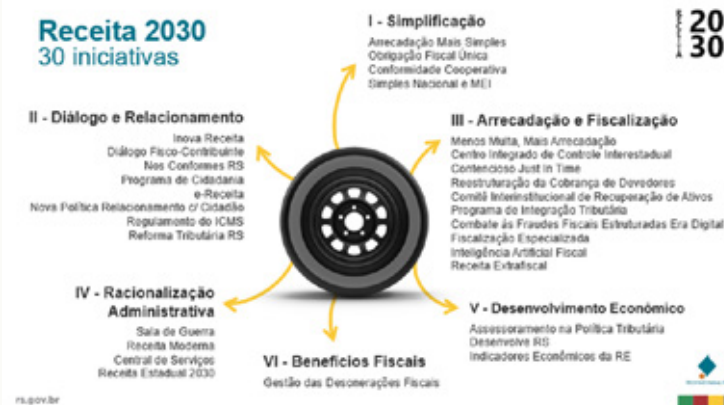 Receita 2030
30 iniciativas
I - Simplificação
Arrecadação Mais Simples
Obrigação Fiscal Única
Conformidade Cooperativa
Simples Nacional e MEI
20
30
II - Diálogo e Relacionamento
Inova Receita
Diálogo Fisco-Contribuinte
Nos Conformes RS
Programa de Cidadania
e-Receita
Nova Política Relacionamento c/ Cidadão
Regulamento do ICMS
Reforma Tributária RS
III - Arrecadação e Fiscalização
Menos Multa, Mais Arrecadação
Centro Integrado de Controle Interestadual
Contencioso Just In Time
Reestruturação da Cobrança de Devedores
Comitê Interinstitucional de Recuperação de Ativos
Programa de Integração Tributária
Combate às Fraudes Fiscais Estruturadas Era Digital
Fiscalização Especializada
Inteligência Artificial Fiscal
Receita Extrafiscal
IV - Racionalização
Administrativa
Sala de Guerra
Receita Moderna
Central de Serviços
Receita Estadual 2030
V - Desenvolvimento Econômico
Assessoramento na Política Tributária
Desenvolve RS
Indicadores Econômicos da RE
VI - Benefícios Fiscais
Gestão das Desonerações Fiscais
rs.gov.br